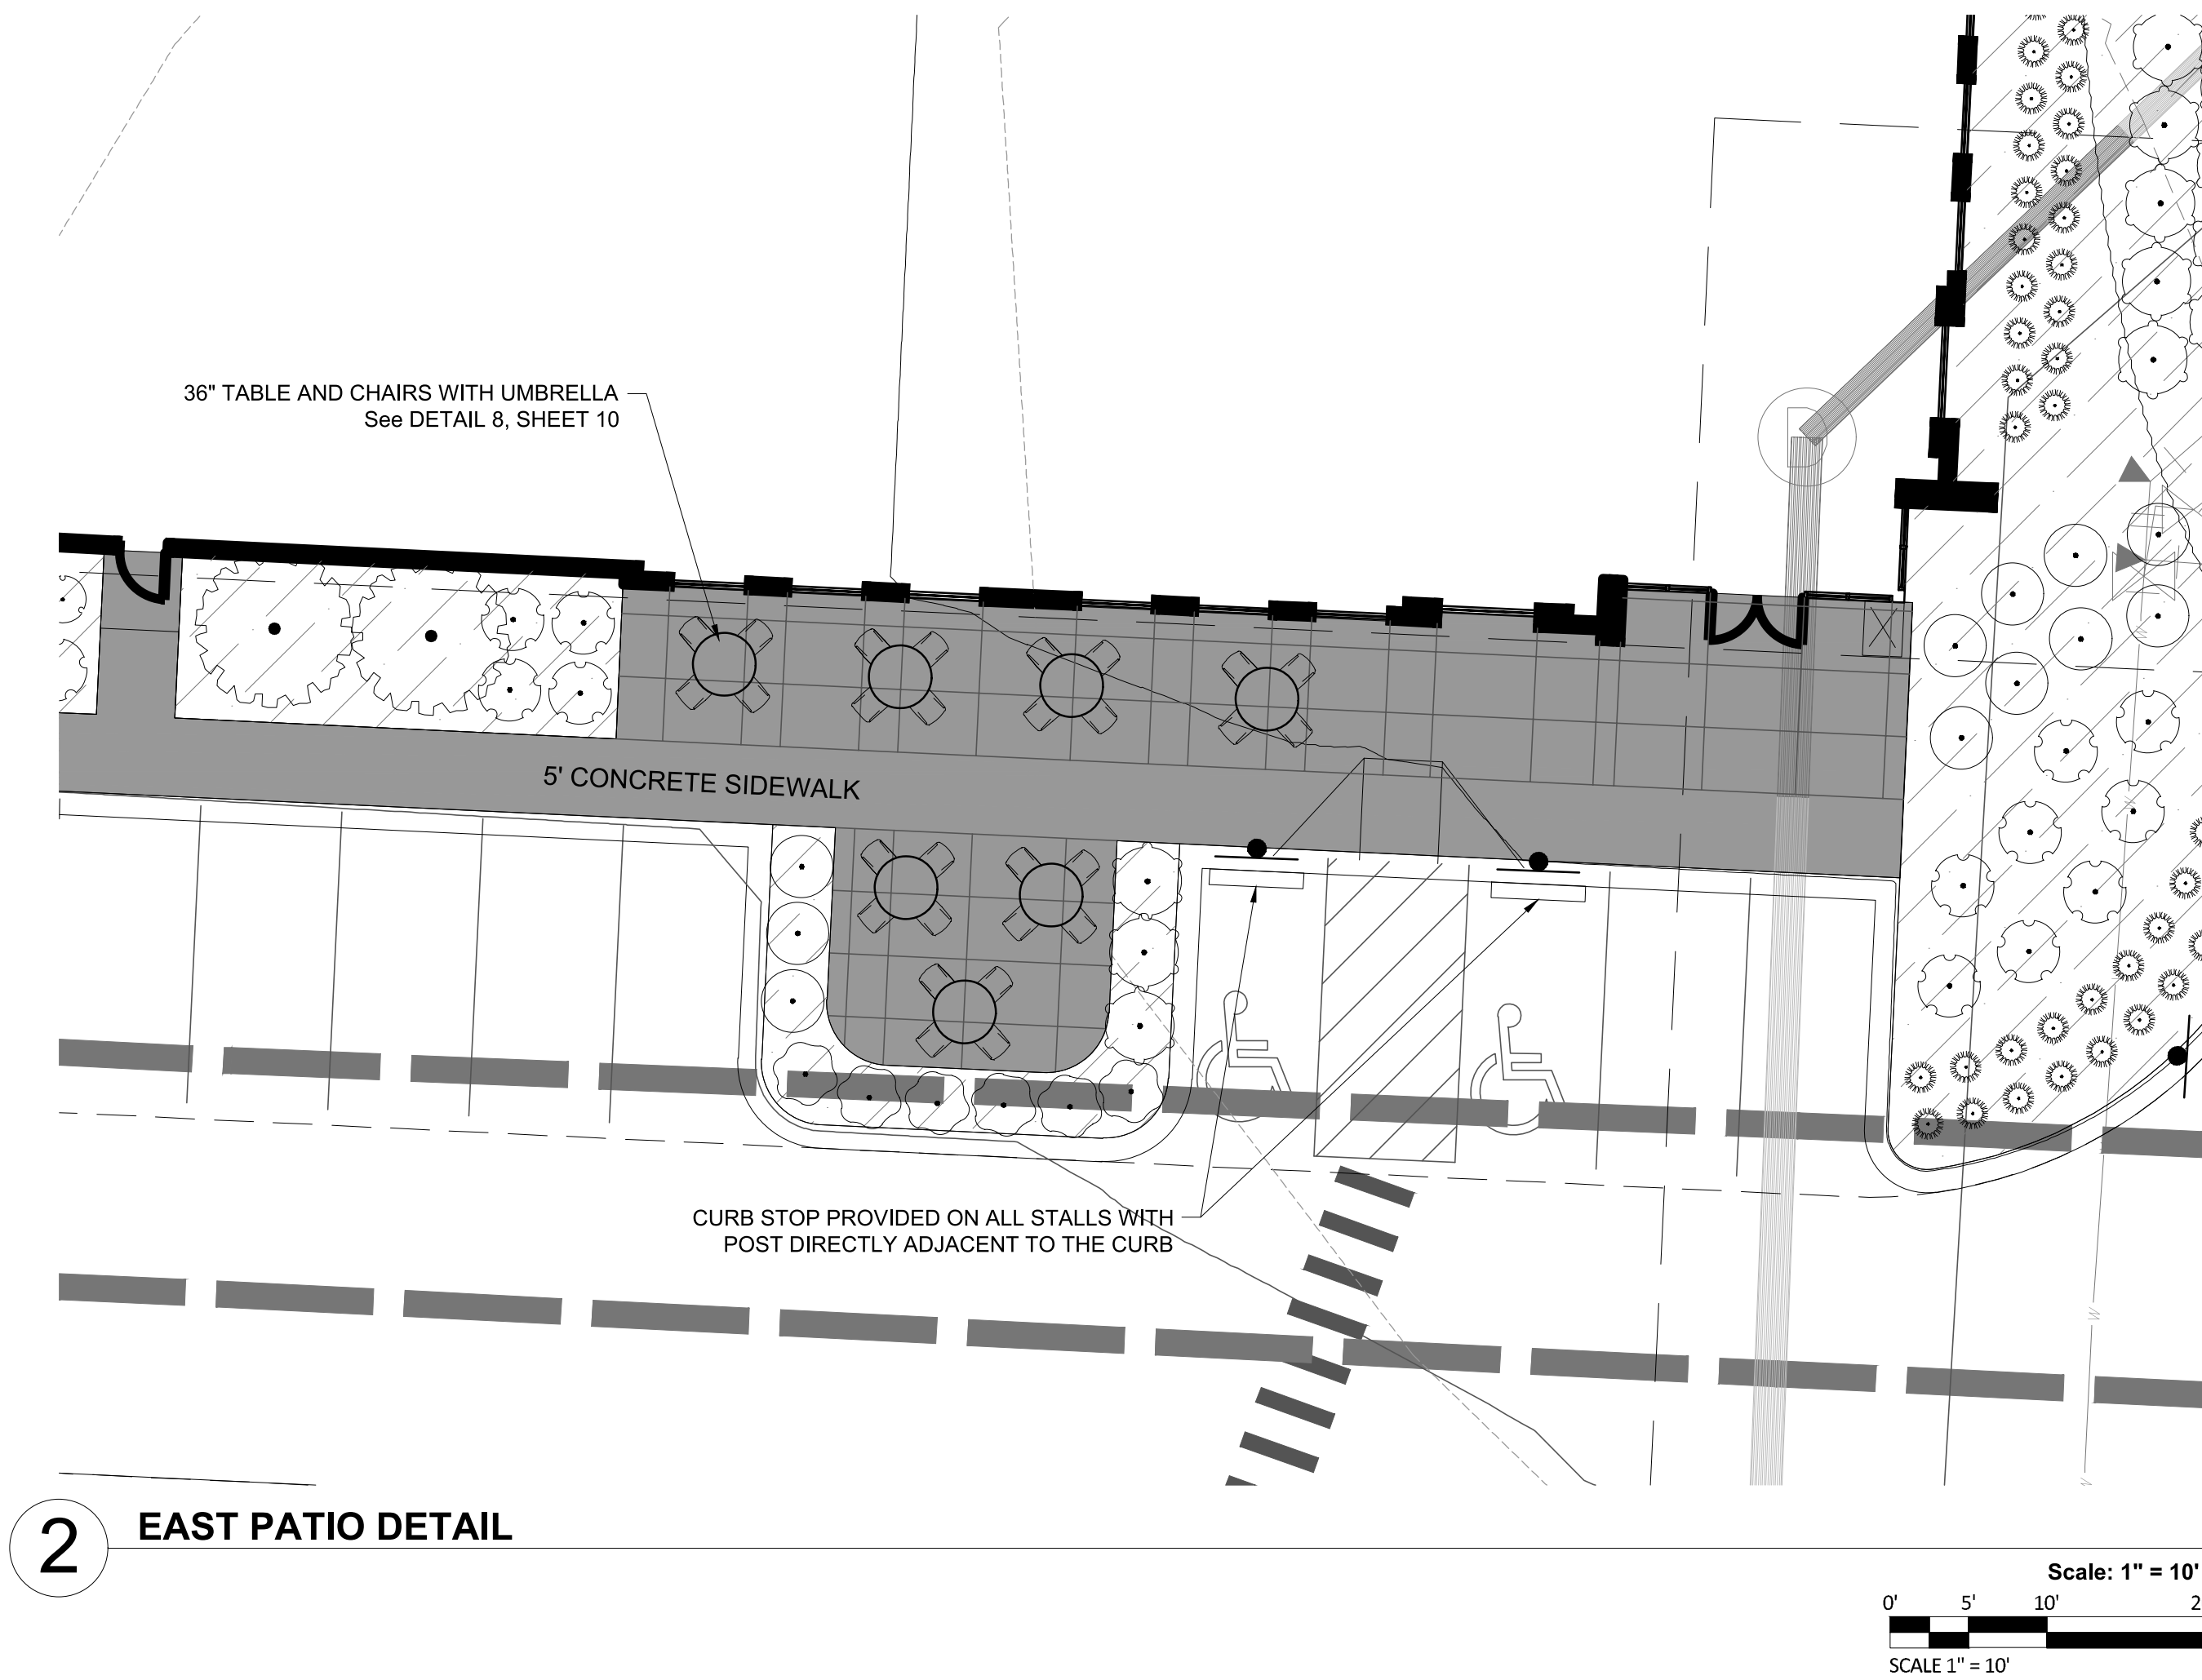 36" TABLE AND CHAIRS WITH UMBRELLA
See DETAIL 8, SHEET 10
5' CONCRETE SIDEWALK
CURB STOP PROVIDED ON ALL STALLS WITH
POST DIRECTLY ADJACENT TO THE CURB
2
EAST PATIO DETAIL
Scale: 1" = 10'
0' 5' 10' 2
SCALE 1" = 10'